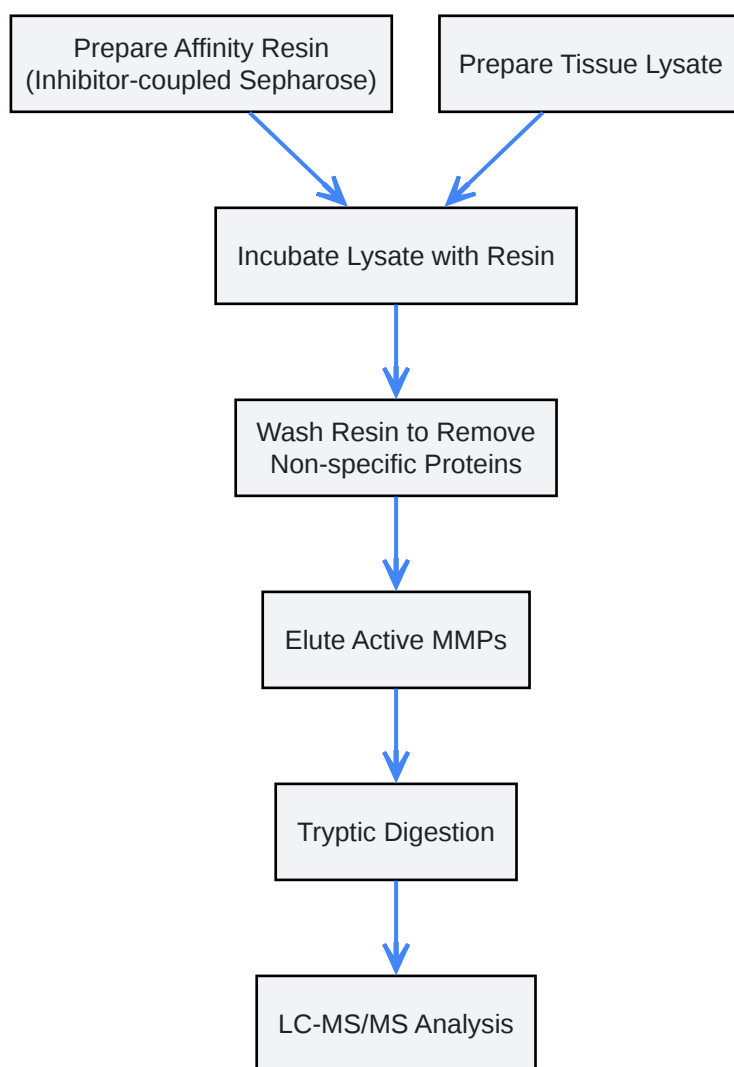 Prepare Affinity Resin
(Inhibitor-coupled Sepharose)
Prepare Tissue Lysate
Incubate Lysate with Resin
Wash Resin to Remove
Non-specific Proteins
Elute Active MMPs
Tryptic Digestion
LC-MS/MS Analysis